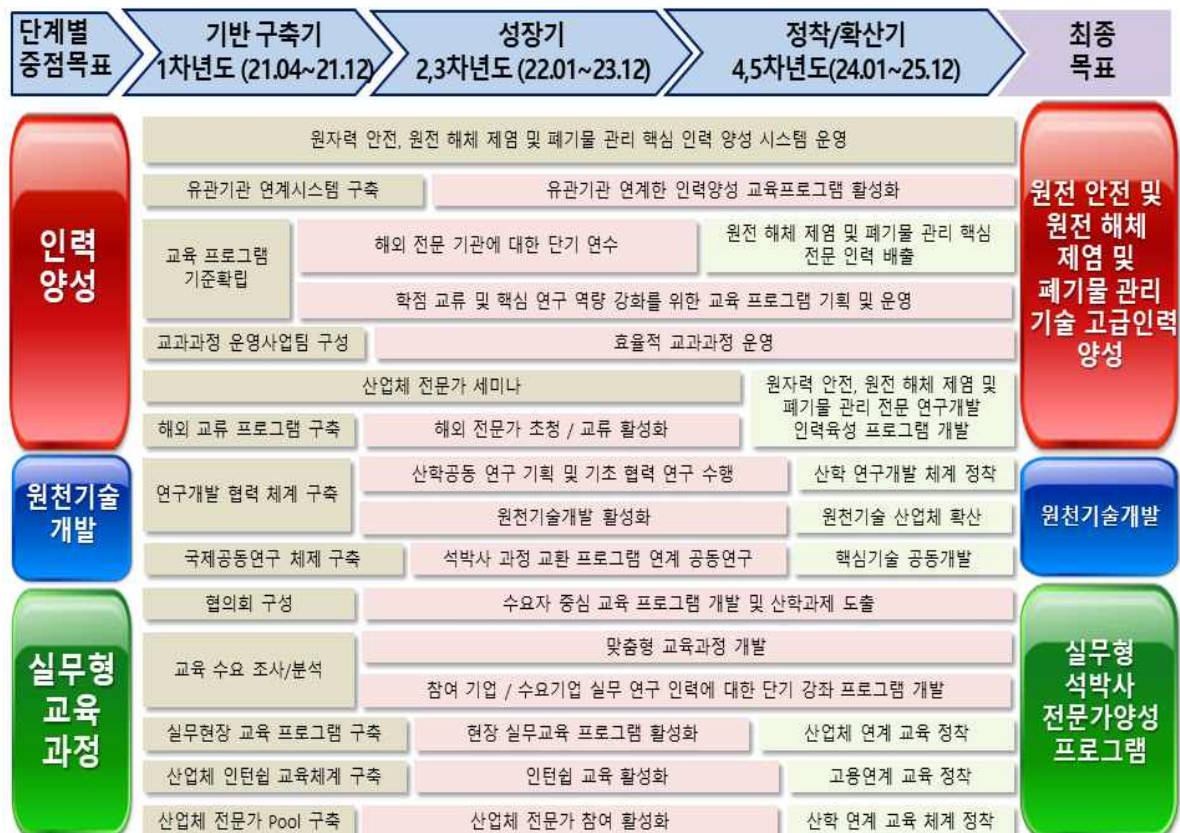 단계별
중점목표
기반 구축기
1차년도 (21.04~21.12)
성장기
2,3차년도 (22.01~23.12)
정착/확산기
4,5차년도(24.01~25.12)
최종
목표
인력
양성
원자력 안전, 원전 해체 제염 및 폐기물 관리 핵심 인력 양성 시스템 운영
유관기관 연계시스템 구축
유관기관 연계한 인력양성 교육프로그램 활성화
교육 프로그램
기준확립
해외 전문 기관에 대한 단기 연수
원전 해체 제염 및 폐기물 관리 핵심
전문 인력 배출
학점 교류 및 핵심 연구 역량 강화를 위한 교육 프로그램 기획 및 운영
교과과정 운영사업팀 구성
효율적 교과과정 운영
산업체 전문가 세미나
원자력 안전, 원전 해체 제염 및
폐기물 관리 전문 연구개발
인력육성 프로그램 개발
해외 교류 프로그램 구축
해외 전문가 초청 / 교류 활성화
원전 안전 및
원전 해체
제염 및
폐기물 관리
기술 고급인력
양성
원천기술
개발
연구개발 협력 체계 구축
산학공동 연구 기획 및 기초 협력 연구 수행
산학 연구개발 체계 정착
원천기술개발 활성화
원천기술 산업체 확산
국제공동연구 체제 구축
석박사 과정 교환 프로그램 연계 공동연구
핵심기술 공동개발
원천기술개발
실무형
교육
과정
협의회 구성
수요자 중심 교육 프로그램 개발 및 산학과제 도출
교육 수요 조사/분석
맞춤형 교육과정 개발
참여 기업 / 수요기업 실무 연구 인력에 대한 단기 강좌 프로그램 개발
실무현장 교육 프로그램 구축
현장 실무교육 프로그램 활성화
산업체 연계 교육 정착
산업체 인턴쉽 교육체계 구축
인턴쉽 교육 활성화
고용연계 교육 정착
산업체 전문가 Pool 구축
산업체 전문가 참여 활성화
산학 연계 교육 체계 정착
실무형
석박사
전문가양성
프로그램